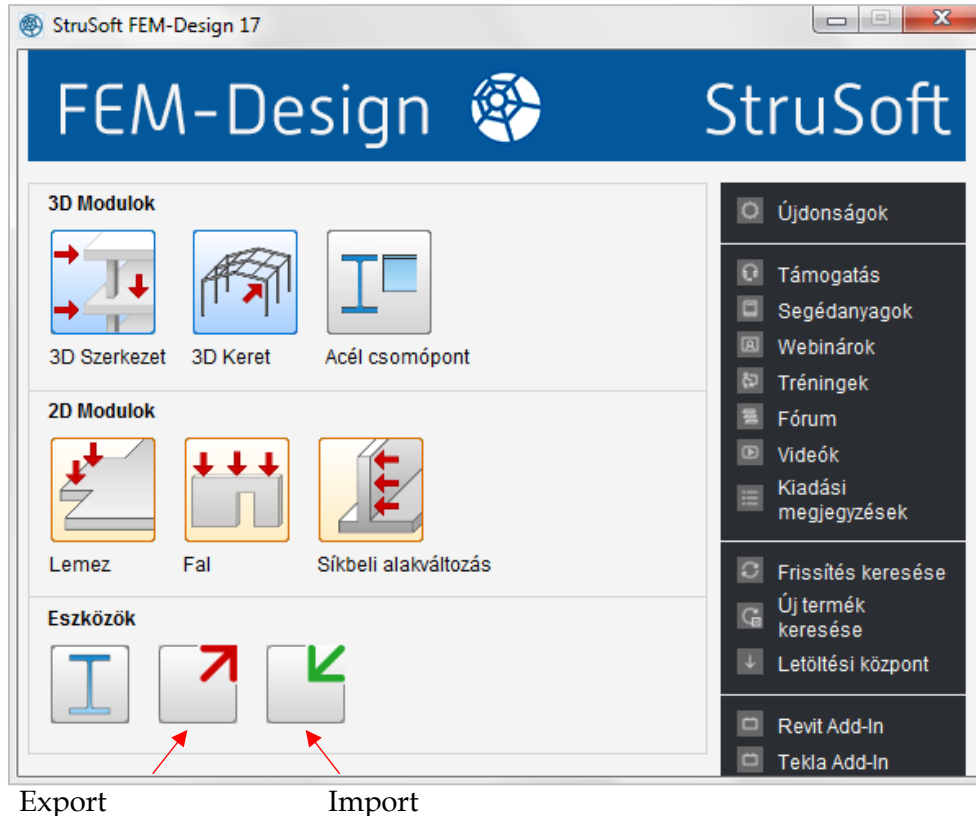 StruSoft FEM-Design 17
FEM-Design StruSoft
3D Modulok
3D Szerkezet 3D Keret Acél csomópont
2D Modulok
Lemez Fal Síkbeli alakváltozás
Eszközök
Újdonságok
Támogatás
Segédanyagok
Webinárok
Tréningek
Fórum
Videók
Kiadási
megjegyzések
Frissítés keresése
Új termék
keresése
Letöltési központ
Revit Add-In
Tekla Add-In
Export Import